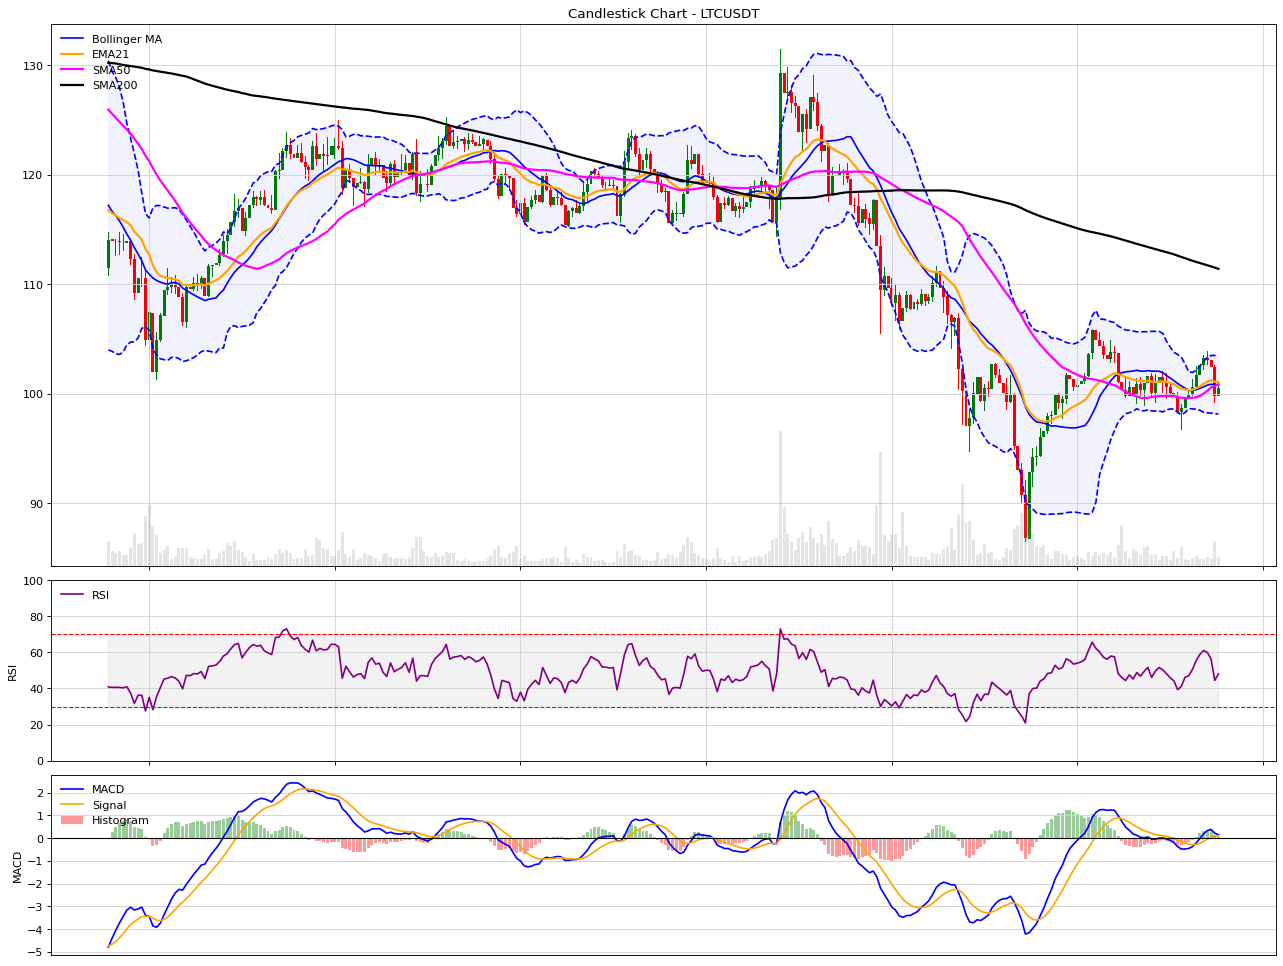 Candlestick Chart - LTCUSDT
Bollinger MA
EMA21
SMA50
SMA200
130
120
110
100
90
RSI
100
80
60
40
20
0
RSI
MACD
Signal
Histogram
2
1
0
−1
−2
−3
−4
−5
MACD